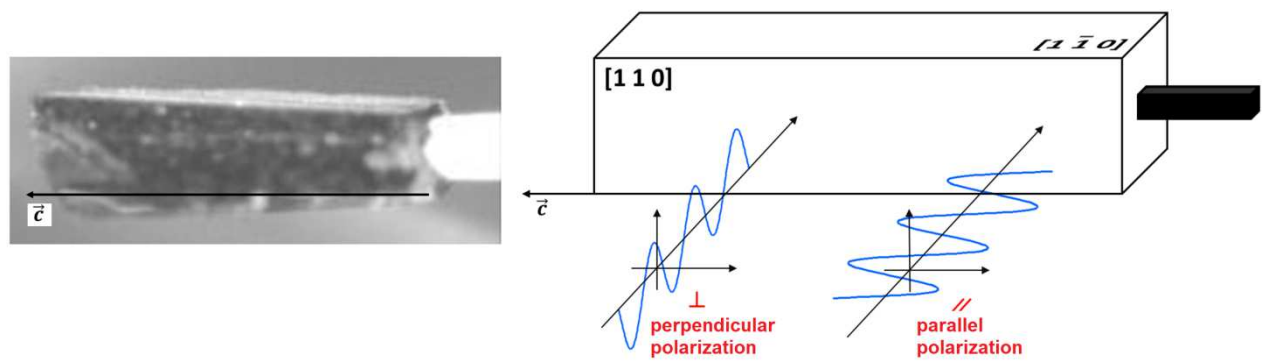 c⃗
[1 1 0]
[1 1̅ 0]
c⃗
⊥
perpendicular
polarization
//
parallel
polarization